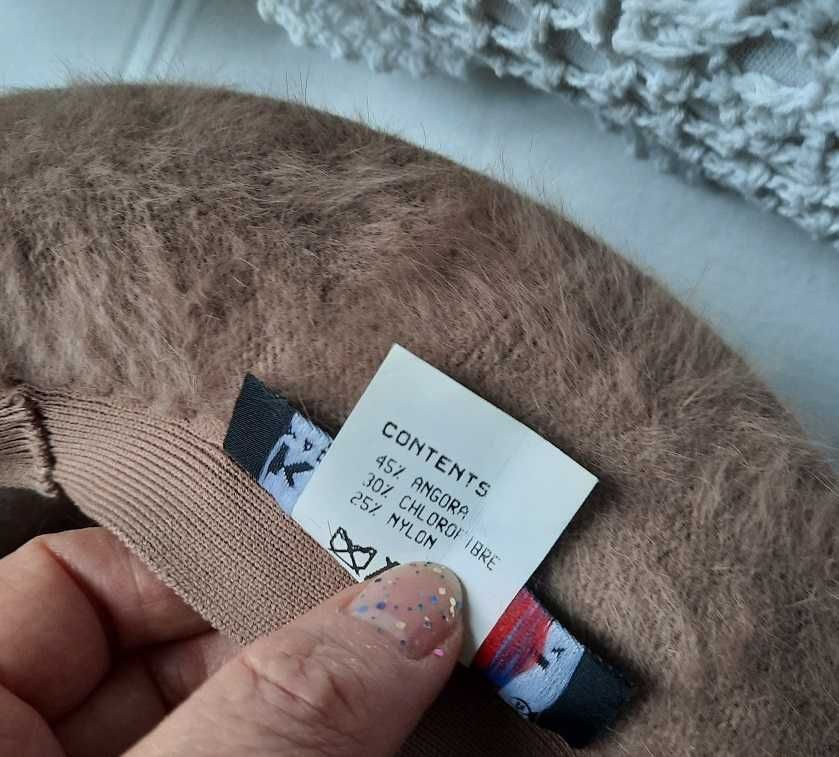 CONTENTS
45% ANGORA
30% CHLOROFIBRE
25% NYLON
K